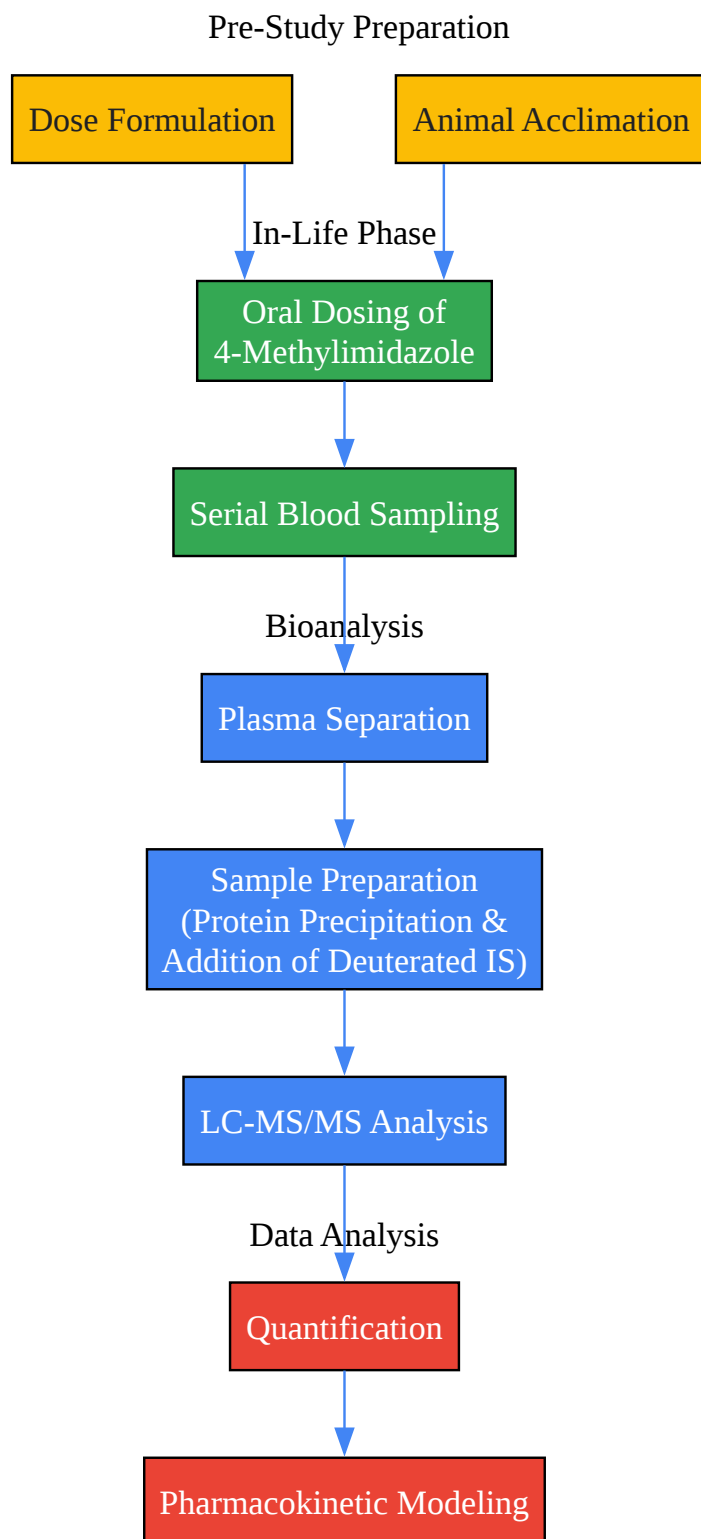 Pre-Study Preparation
Dose Formulation
Animal Acclimation
In-Life Phase
Oral Dosing of
4-Methylimidazole
Serial Blood Sampling
Bioanalysis
Plasma Separation
Sample Preparation
(Protein Precipitation &
Addition of Deuterated IS)
LC-MS/MS Analysis
Data Analysis
Quantification
Pharmacokinetic Modeling